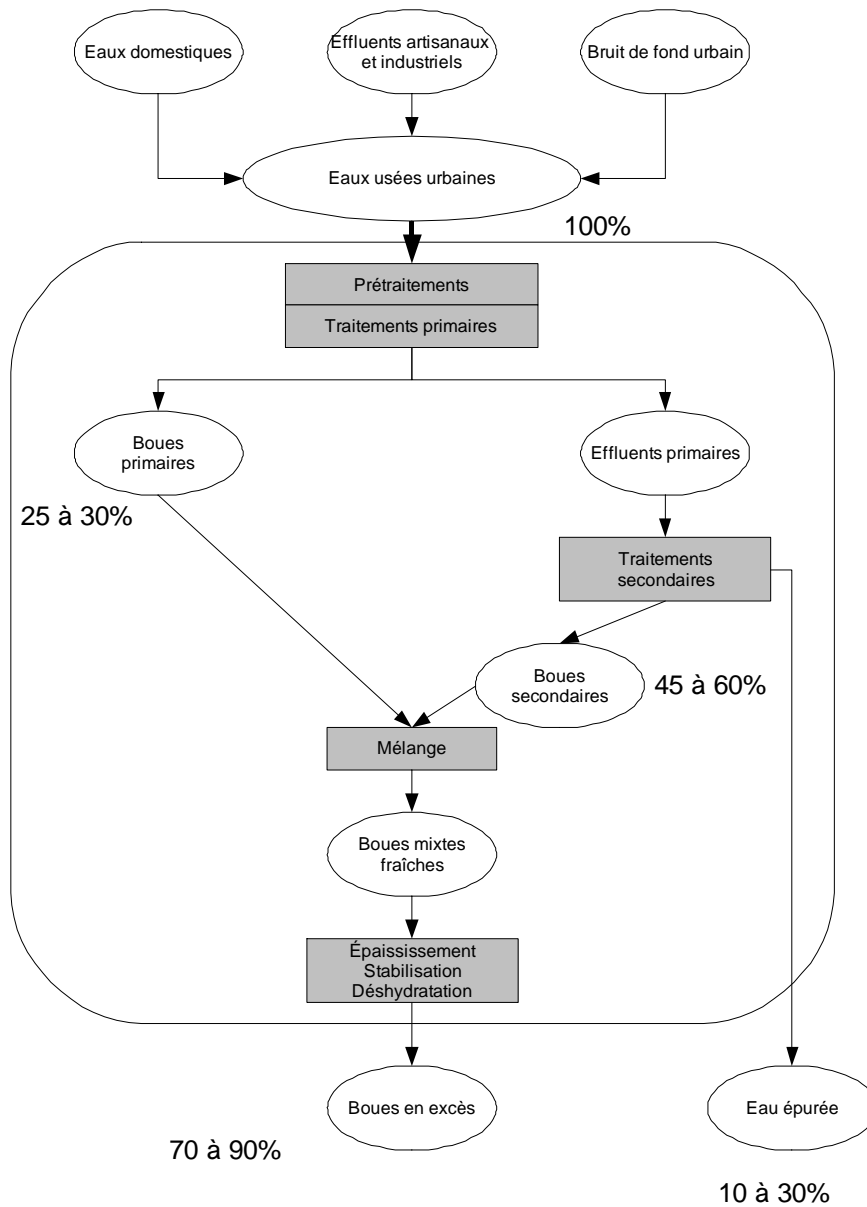 Eaux domestiques
Effluents artisanaux
et industriels
Bruit de fond urbain
Eaux usées urbaines
100%
Prétraitements
Traitements primaires
Boues
primaires
Effluents primaires
25 à 30%
Traitements
secondaires
Boues
secondaires
45 à 60%
Mélange
Boues mixtes
fraîches
Épaississement
Stabilisation
Déshydratation
Boues en excès
Eau épurée
70 à 90%
10 à 30%